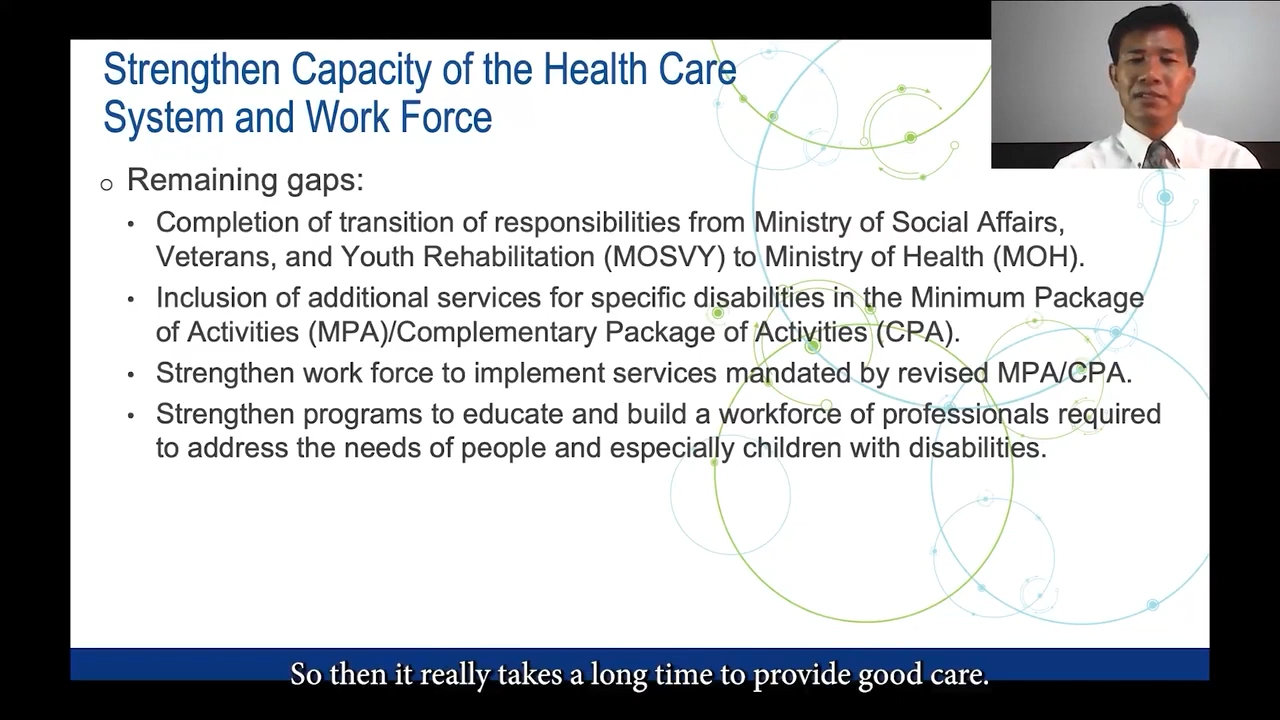 Strengthen Capacity of the Health Care
System and Work Force
o Remaining gaps:
• Completion of transition of responsibilities from Ministry of Social Affairs,
Veterans, and Youth Rehabilitation (MOSVY) to Ministry of Health (MOH).
• Inclusion of additional services for specific disabilities in the Minimum Package
of Activities (MPA)/Complementary Package of Activities (CPA).
• Strengthen work force to implement services mandated by revised MPA/CPA.
• Strengthen programs to educate and build a workforce of professionals required
to address the needs of people and especially children with disabilities.
So then it really takes a long time to provide good care.